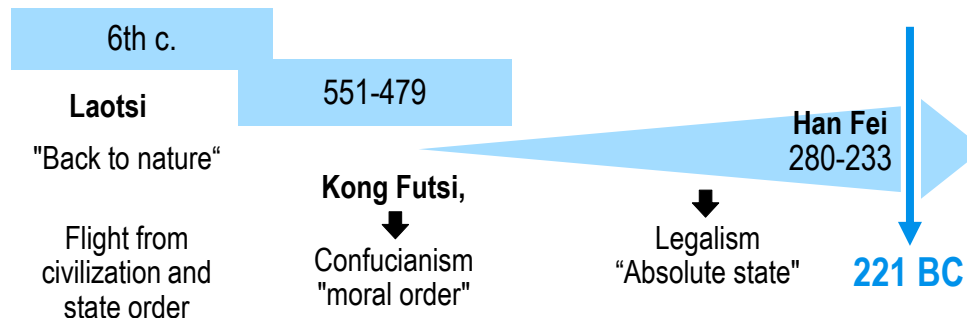 6th c.
Laotsi
"Back to nature“
Flight from
civilization and
state order
551-479
Kong Futsi,
Confucianism
"moral order"
Han Fei
280-233
Legalism
“Absolute state"
221 BC